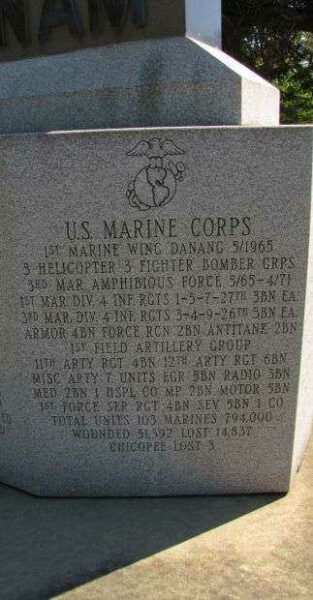 NAM
U.S. MARINE CORPS
1ST MARINE WING DANANG 5/1965
3 HELICOPTER 3 FIGHTER BOMBER GRPS
3RD MAR. AMPHIBIOUS FORCE 5/65-4/71
1ST MAR. DIV. 4 INF RGTS 1-5-7-27TH 3BN EA.
3RD MAR. DIV. 4 INF. RGTS 3-4-9-26TH 3BN EA.
ARMOR 4BN FORCE RCN 2BN ANTITANK 2BN
1ST FIELD ARTILLERY GROUP
11TH ARTY RGT 4BN 12TH ARTY RGT 6BN
MISC ARTY 7 UNITS EGR 5BN RADIO 3BN
MED 2BN 1 HSPL CO MP 2BN MOTOR 5BN
1ST FORCE SER RGT 4BN SEV 5BN 1 CO
TOTAL UNITS 103 MARINES 794,000
WOUNDED 51,392 LOST 14,837
CHICOPEE LOST 3